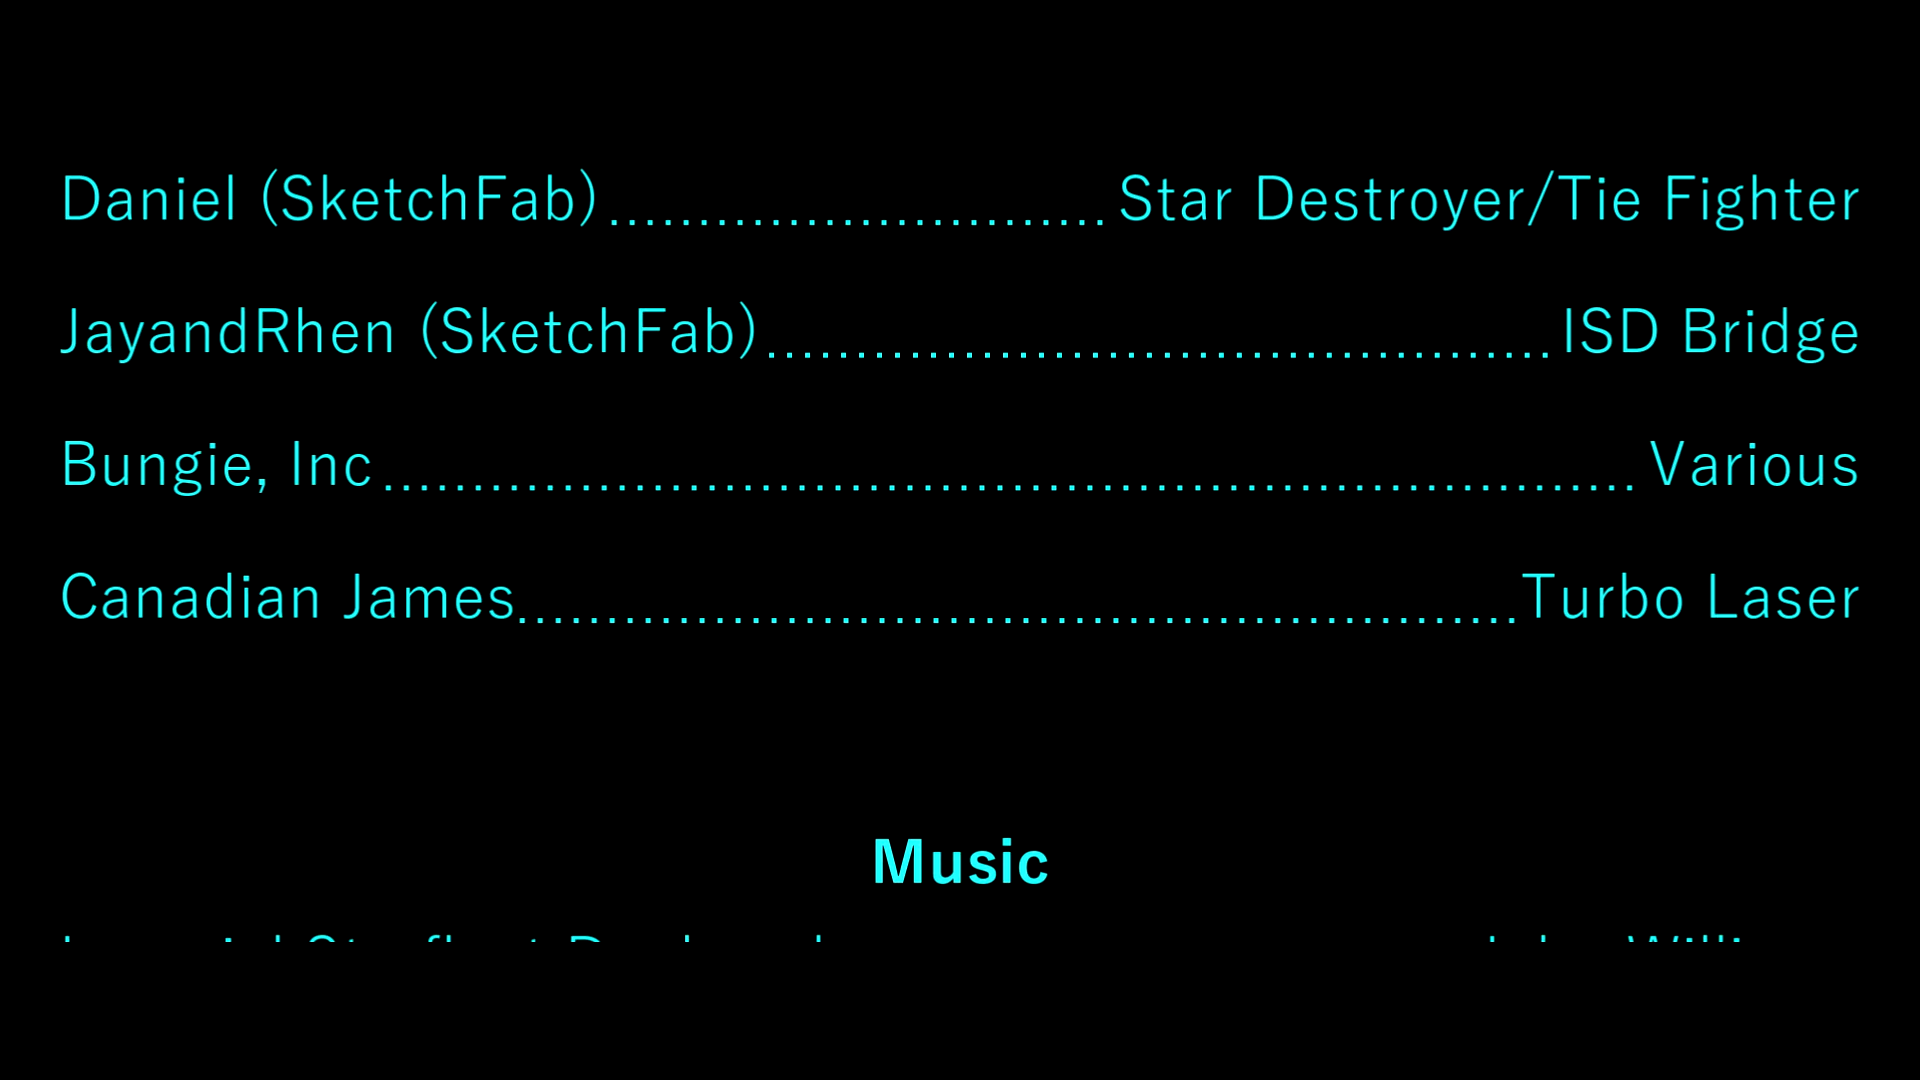 Daniel (SketchFab)............................Star Destroyer/Tie Fighter
JayandRhen (SketchFab)............................................ISD Bridge
Bungie, Inc......................................................................Various
Canadian James........................................................Turbo Laser
Music